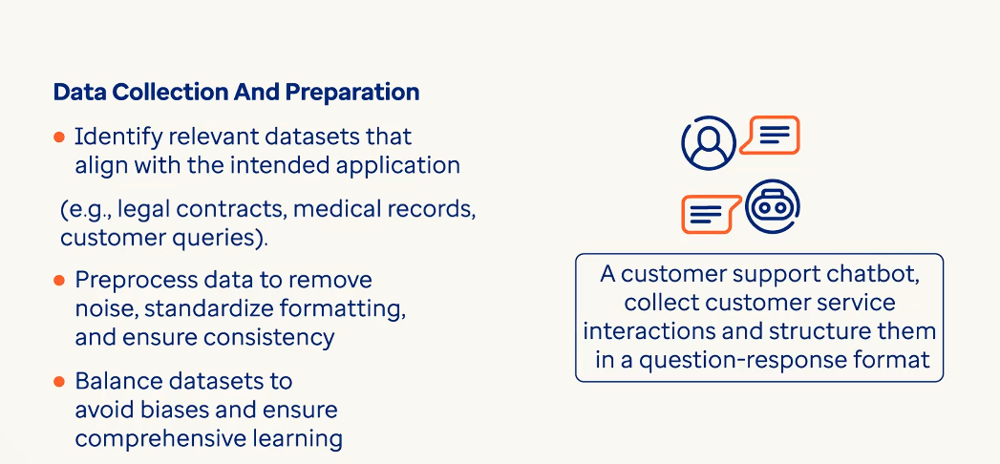 Data Collection And Preparation
Identify relevant datasets that
align with the intended application
(e.g., legal contracts, medical records,
customer queries).
Preprocess data to remove
noise, standardize formatting,
and ensure consistency
Balance datasets to
avoid biases and ensure
comprehensive learning
A customer support chatbot,
collect customer service
interactions and structure them
in a question-response format